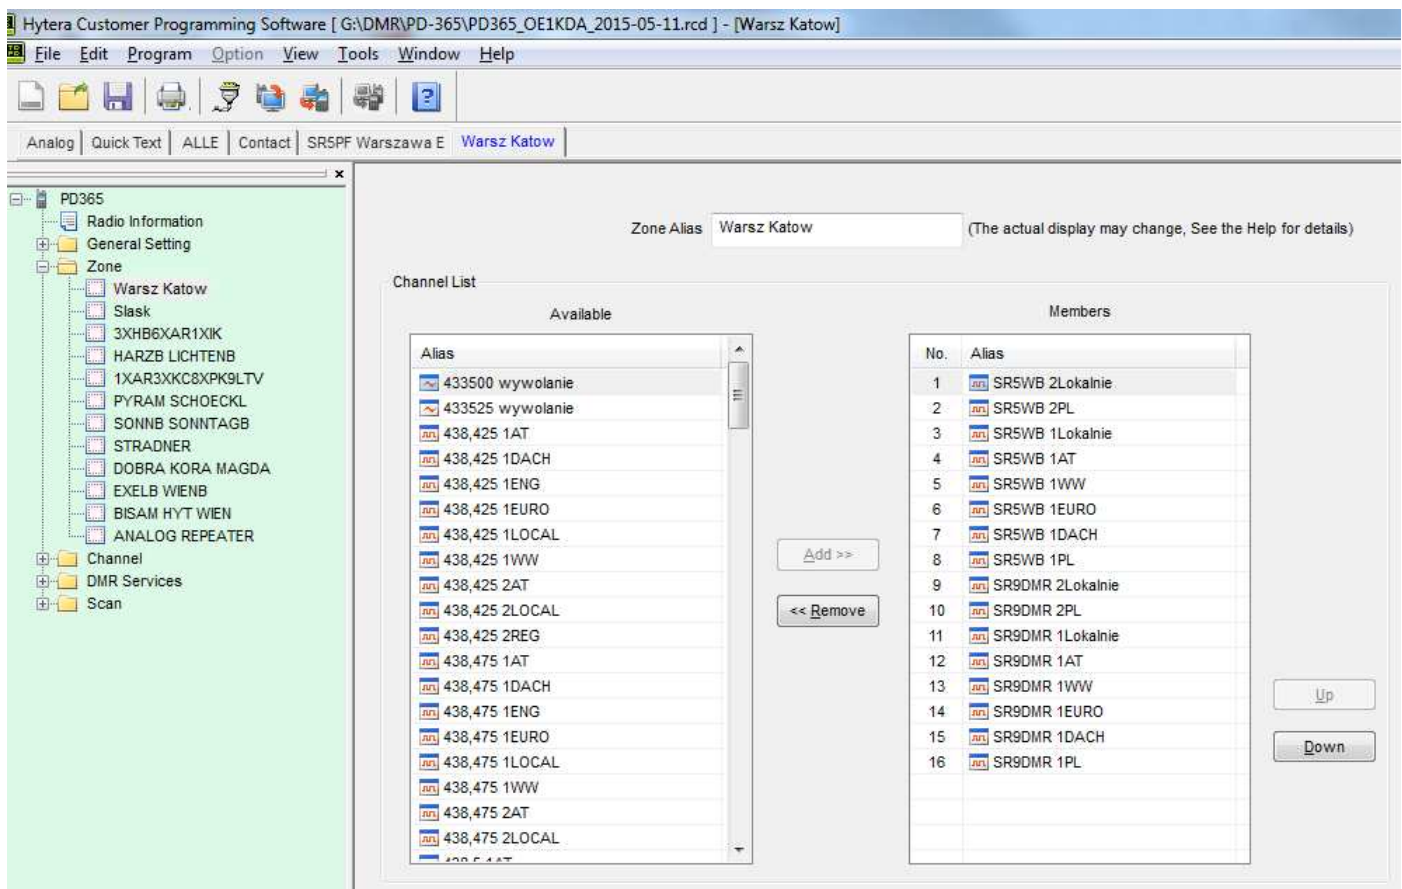 Hytera Customer Programming Software [ G:\DMR\PD-365\PD365_OE1KDA_2015-05-11.rcd ] - [Warsz Katow]
File Edit Program Option View Tools Window Help
Analog Quick Text ALLE Contact SR5PF Warszawa E Warsz Katow
PD365
Radio Information
General Setting
Zone
Warsz Katow
Slask
3XHB6XAR1XIK
HARZB LICHTENB
1XAR3XKC8XPK9LTV
PYRAM SCHOECKL
SONNB SONNTAGB
STRADNER
DOBRA KORA MAGDA
EXELB WIENB
BISAM HYT WIEN
ANALOG REPEATER
Channel
DMR Services
Scan
Zone Alias Warsz Katow (The actual display may change, See the Help for details)
Channel List
Available
Alias
433500 wywolanie
433525 wywolanie
438,425 1AT
438,425 1DACH
438,425 1ENG
438,425 1EURO
438,425 1LOCAL
438,425 1WW
438,425 2AT
438,425 2LOCAL
438,425 2REG
438,475 1AT
438,475 1DACH
438,475 1ENG
438,475 1EURO
438,475 1LOCAL
438,475 1WW
438,475 2AT
438,475 2LOCAL
Add >>
<< Remove
Members
No. Alias
1 SR5WB 2Lokalnie
2 SR5WB 2PL
3 SR5WB 1Lokalnie
4 SR5WB 1AT
5 SR5WB 1WW
6 SR5WB 1EURO
7 SR5WB 1DACH
8 SR5WB 1PL
9 SR9DMR 2Lokalnie
10 SR9DMR 2PL
11 SR9DMR 1Lokalnie
12 SR9DMR 1AT
13 SR9DMR 1WW
14 SR9DMR 1EURO
15 SR9DMR 1DACH
16 SR9DMR 1PL
Up
Down